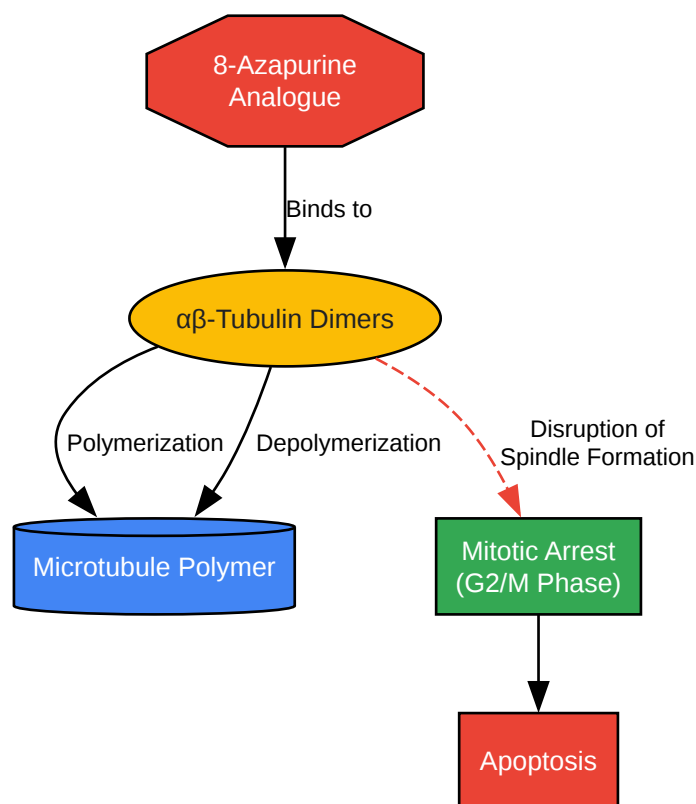 8-Azapurine
Analogue
Binds to
αβ-Tubulin Dimers
Polymerization
Depolymerization
Disruption of
Spindle Formation
Microtubule Polymer
Mitotic Arrest
(G2/M Phase)
Apoptosis